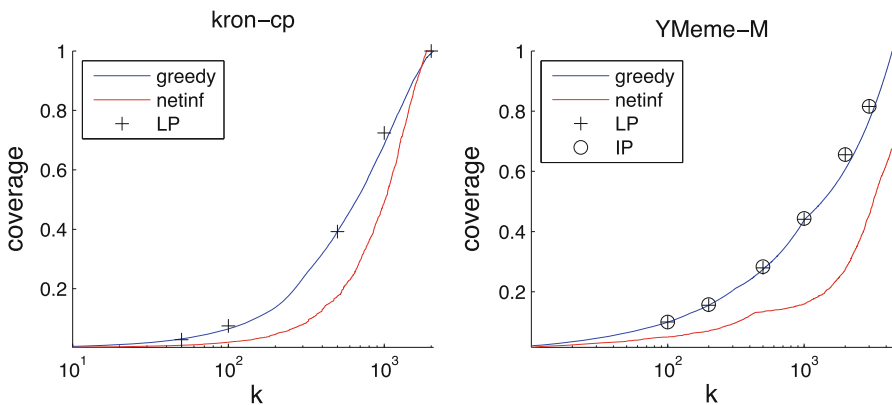 kron-cp
1
0.8
0.6
0.4
0.2
coverage
greedy
netinf
LP
10^1
10^2
10^3
k
YMeme-M
1
0.8
0.6
0.4
0.2
coverage
greedy
netinf
LP
IP
10^2
10^3
k